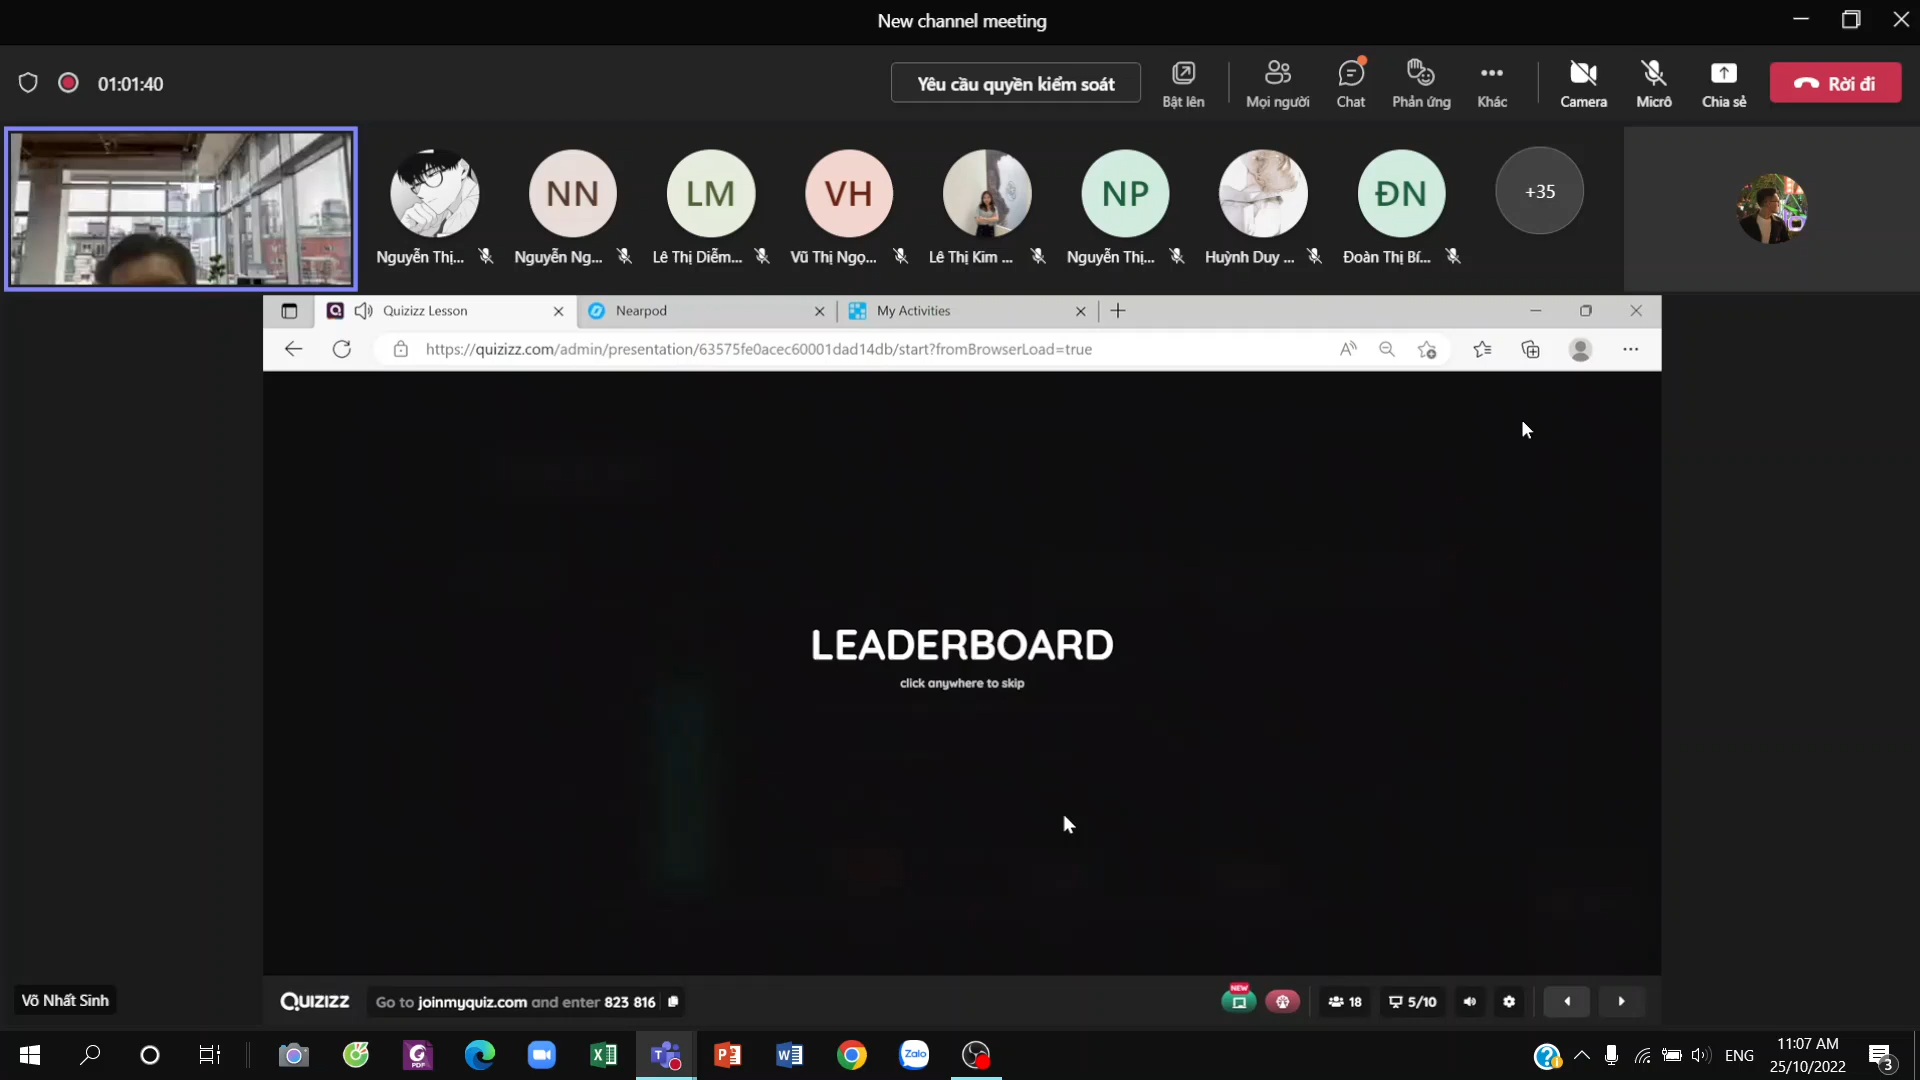 New channel meeting
01:01:40
Yêu cầu quyền kiểm soát
Bật lên
Mọi người
Chat
Phản ứng
Khác
Camera
Micrô
Chia sẻ
Rời đi
NN
LM
VH
NP
ĐN
+35
Nguyễn Thị...
Nguyễn Ng...
Lê Thị Diễm...
Vũ Thị Ngọ...
Lê Thị Kim ...
Nguyễn Thị...
Huỳnh Duy ...
Đoàn Thị Bí...
Quizizz Lesson
Nearpod
My Activities
https://quizizz.com/admin/presentation/63575fe0acec60001dad14db/start?fromBrowserLoad=true
LEADERBOARD
click anywhere to skip
Võ Nhất Sinh
QUIZIZZ
Go to joinmyquiz.com and enter 823 816
NEW
18
5/10
Zalo
PDF
ENG
11:07 AM
25/10/2022
3